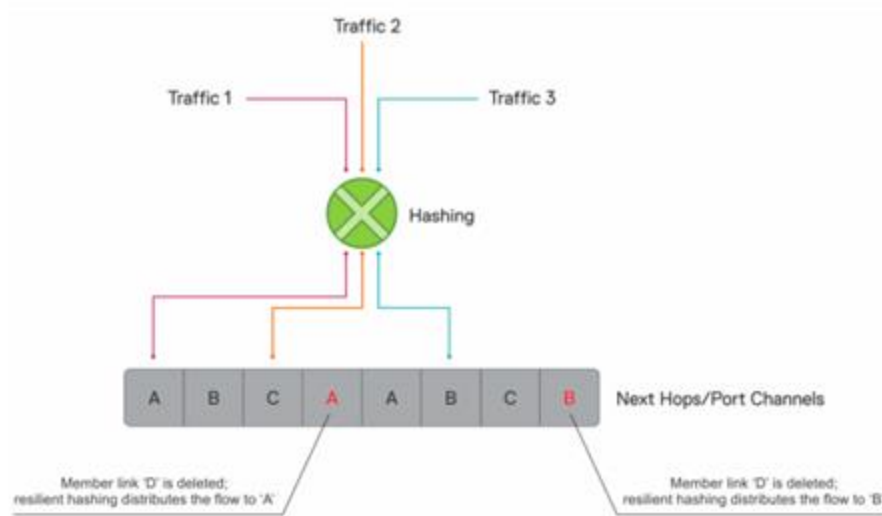 Traffic 2
Traffic 1
Traffic 3
Hashing
A B C A A B C B
Next Hops/Port Channels
Member link 'D' is deleted;
resilient hashing distributes the flow to 'A'
Member link 'D' is deleted;
resilient hashing distributes the flow to 'B'